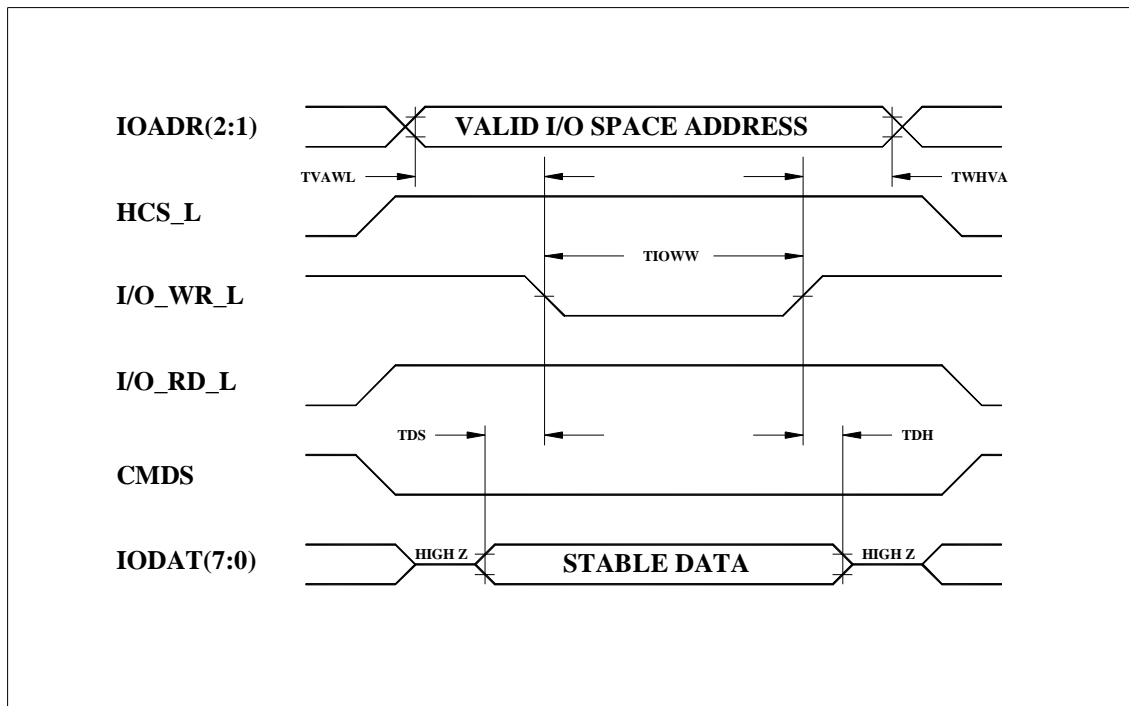 IOADR(2:1)
VALID I/O SPACE ADDRESS
TVAWL
TWHVA
HCS_L
TIOWW
I/O_WR_L
I/O_RD_L
TDS
TDH
CMDS
IODAT(7:0)
HIGH Z
STABLE DATA
HIGH Z